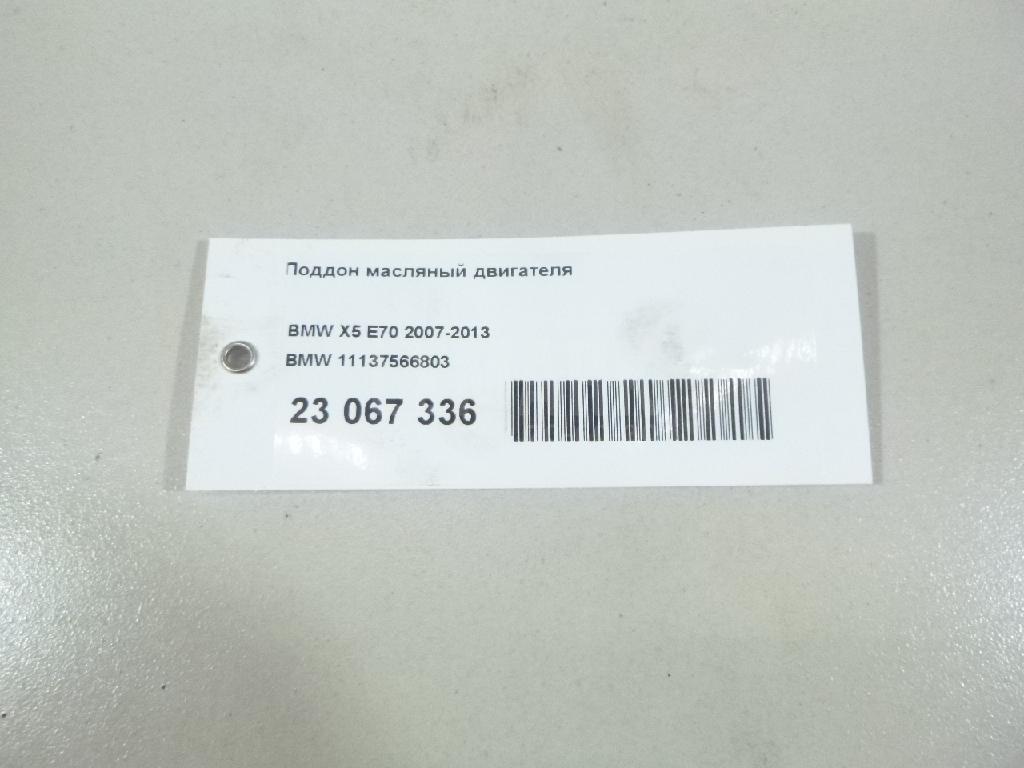 Поддон масляный двигателя
BMW X5 E70 2007-2013
BMW 11137566803
23 067 336